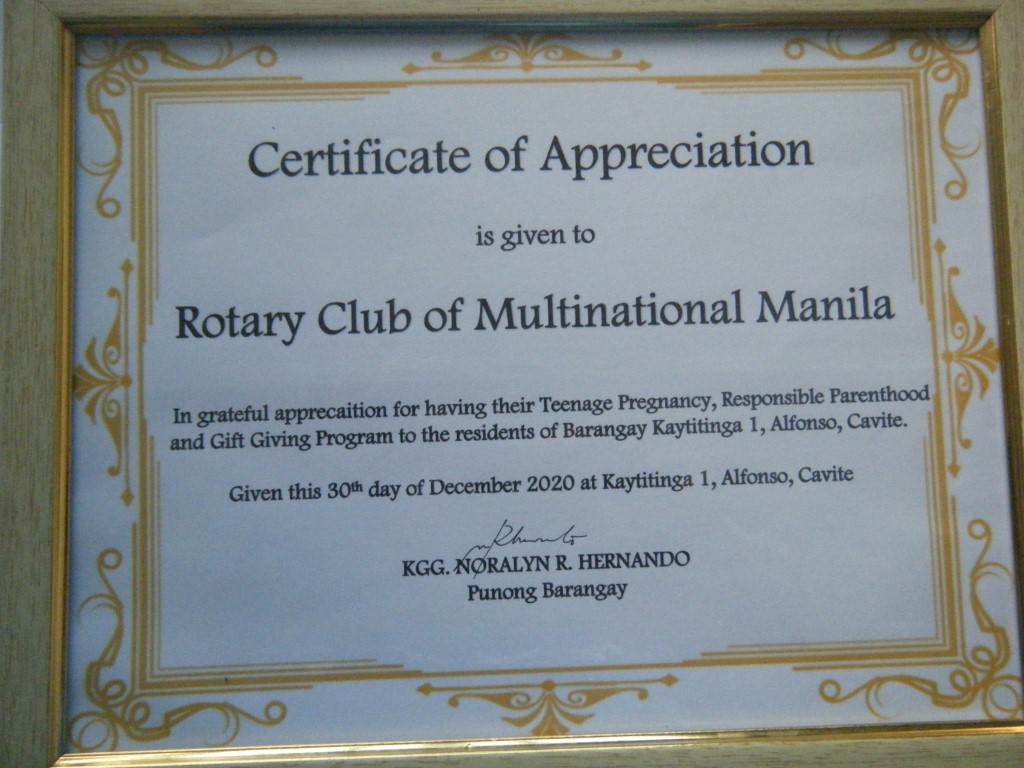 Certificate of Appreciation
is given to
Rotary Club of Multinational Manila
In grateful apprecaition for having their Teenage Pregnancy, Responsible Parenthood
and Gift Giving Program to the residents of Barangay Kaytitinga 1, Alfonso, Cavite.
Given this 30th day of December 2020 at Kaytitinga 1, Alfonso, Cavite
KGG. NORALYN R. HERNANDO
Punong Barangay